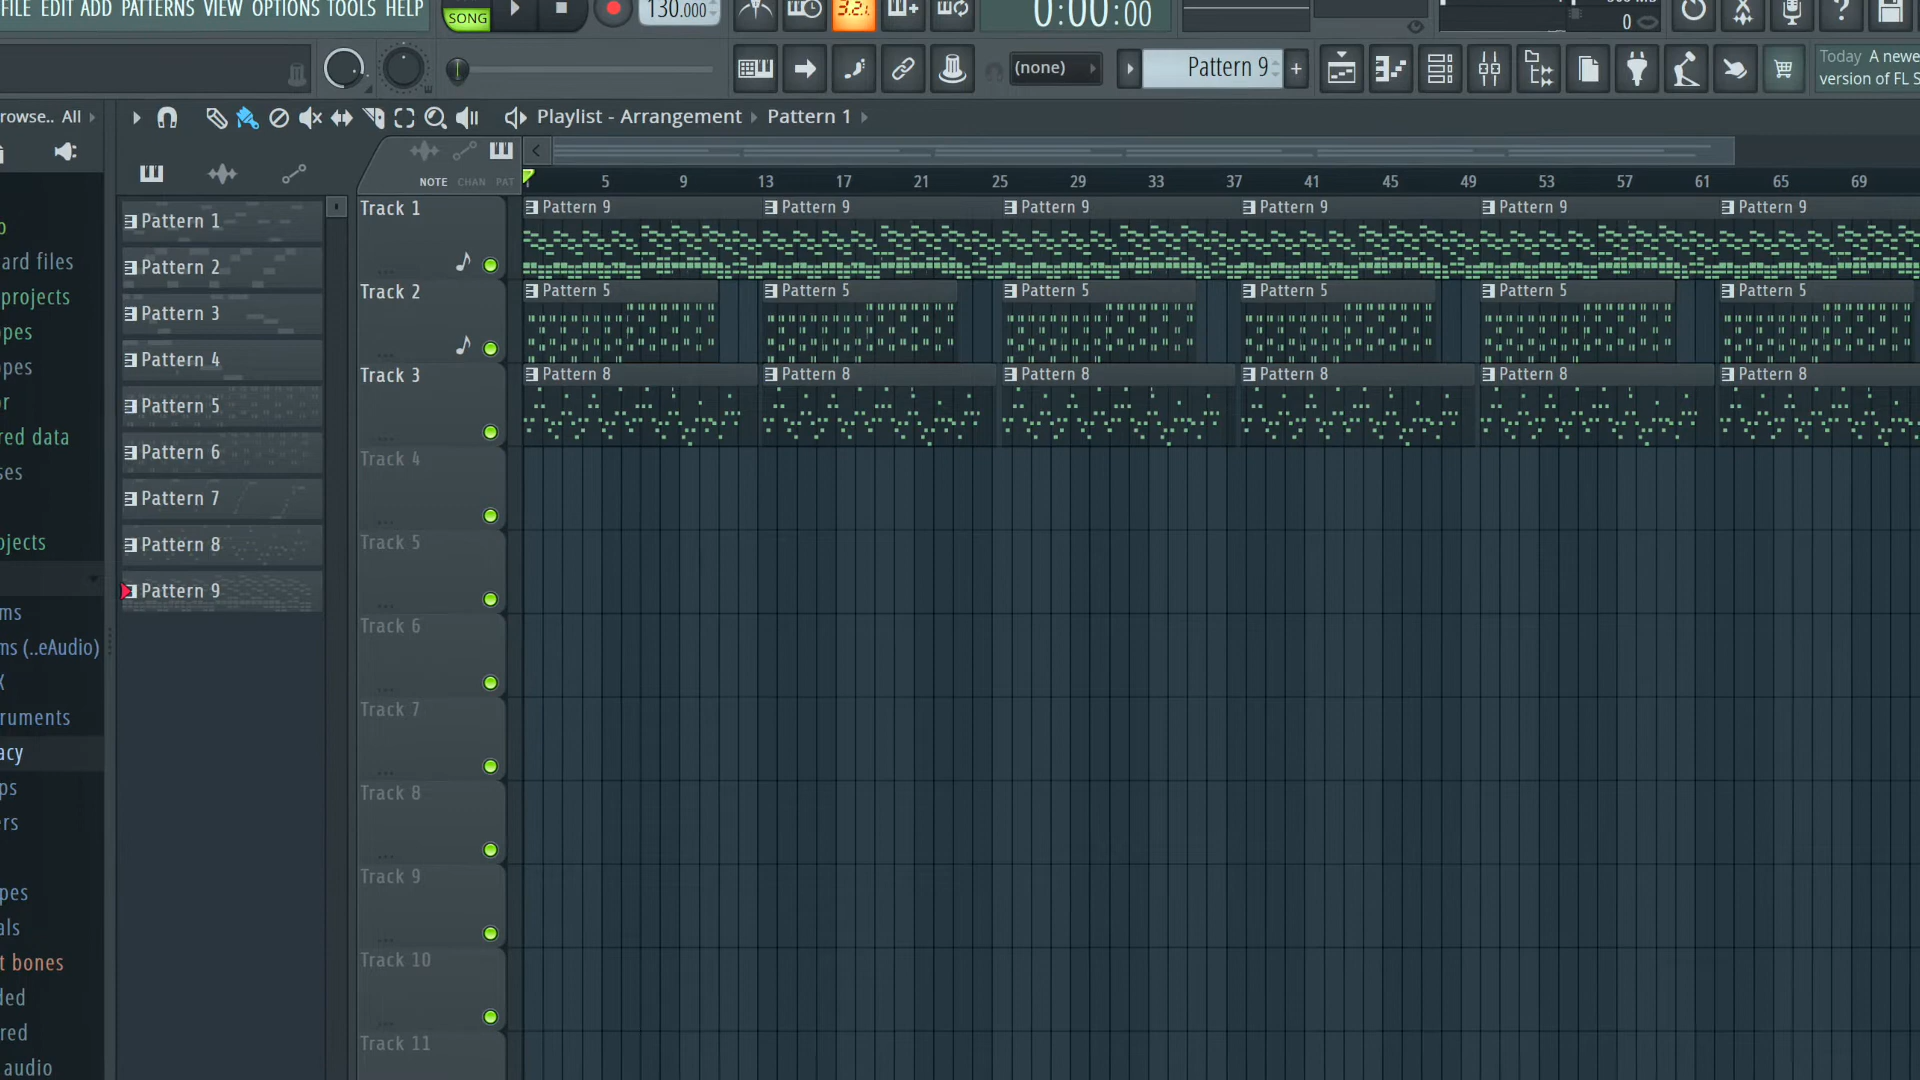 FILE EDIT ADD PATTERNS VIEW OPTIONS TOOLS HELP
SONG
130.000
3.2.
0:00:00
0
(none)
Pattern 9
+
Today A newe
version of FL S
rowse.. All
Playlist - Arrangement
Pattern 1
NOTE CHAN PAT
5 9 13 17 21 25 29 33 37 41 45 49 53 57 61 65 69
Pattern 1
Pattern 2
Pattern 3
Pattern 4
Pattern 5
Pattern 6
Pattern 7
Pattern 8
Pattern 9
Track 1
Pattern 9 Pattern 9 Pattern 9 Pattern 9 Pattern 9 Pattern 9
Track 2
Pattern 5 Pattern 5 Pattern 5 Pattern 5 Pattern 5 Pattern 5
Track 3
Pattern 8 Pattern 8 Pattern 8 Pattern 8 Pattern 8 Pattern 8
Track 4
Track 5
Track 6
Track 7
Track 8
Track 9
Track 10
Track 11
o
ard files
projects
opes
opes
or
red data
ses
ojects
ms
ms (..eAudio)
X
ruments
acy
ps
ers
pes
als
t bones
ded
red
audio